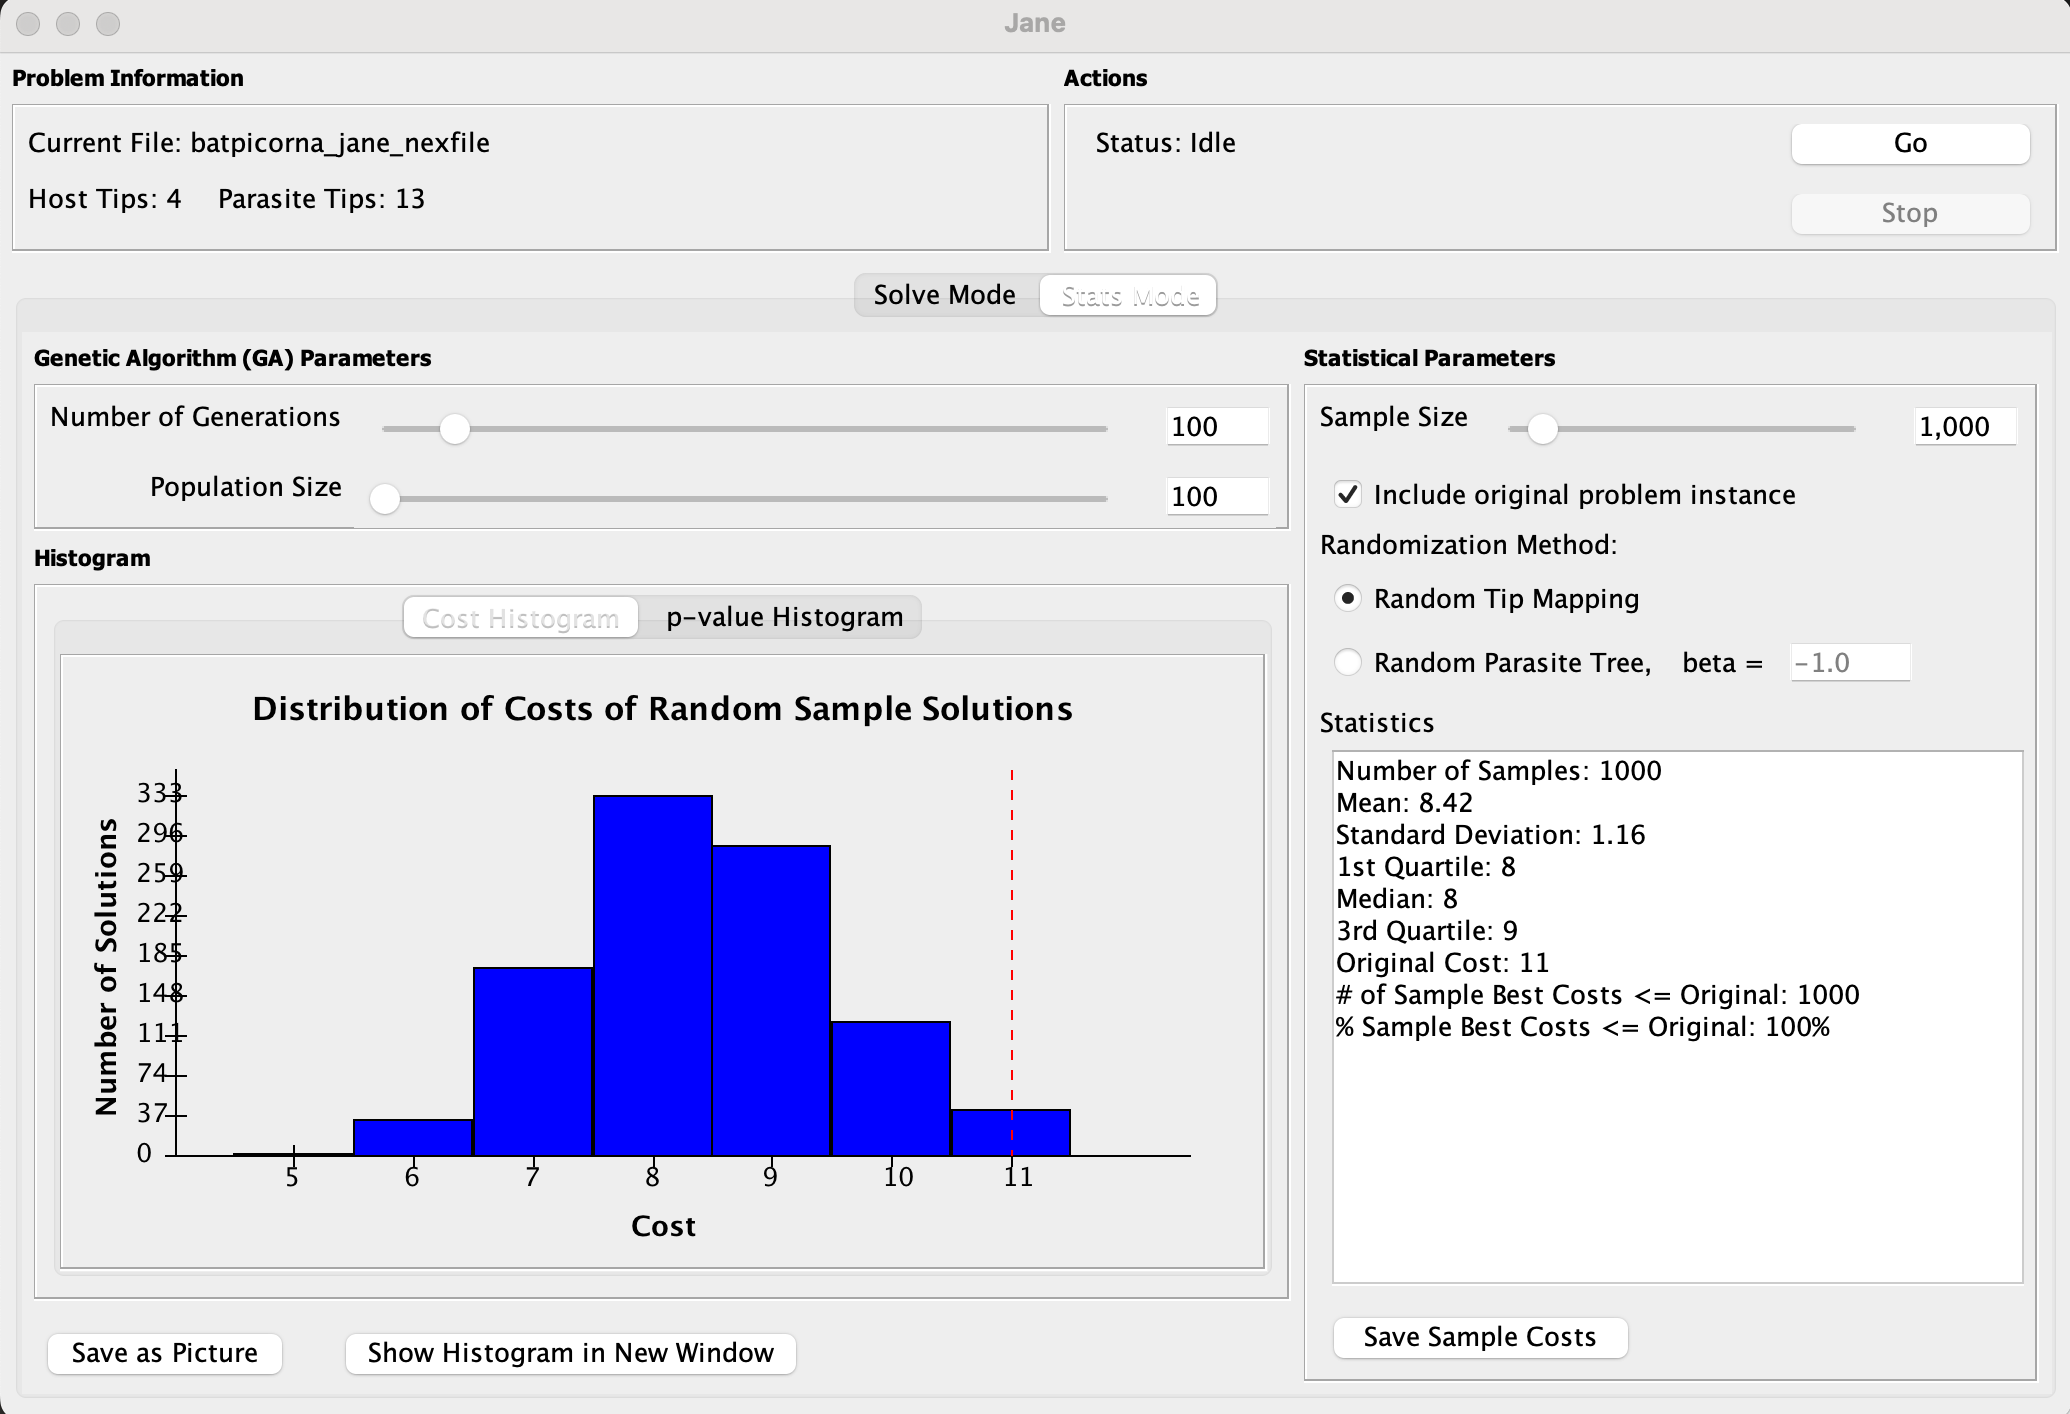 Jane
Problem Information
Current File: batpicorna_jane_nexfile
Host Tips: 4 Parasite Tips: 13
Actions
Status: Idle
Go
Stop
Solve Mode
Stats Mode
Genetic Algorithm (GA) Parameters
Number of Generations
100
Population Size
100
Histogram
Cost Histogram
p-value Histogram
Distribution of Costs of Random Sample Solutions
Number of Solutions
333
296
259
222
185
148
111
74
37
0
5 6 7 8 9 10 11
Cost
Save as Picture
Show Histogram in New Window
Statistical Parameters
Sample Size
1,000
Include original problem instance
Randomization Method:
Random Tip Mapping
Random Parasite Tree, beta = -1.0
Statistics
Number of Samples: 1000
Mean: 8.42
Standard Deviation: 1.16
1st Quartile: 8
Median: 8
3rd Quartile: 9
Original Cost: 11
# of Sample Best Costs <= Original: 1000
% Sample Best Costs <= Original: 100%
Save Sample Costs